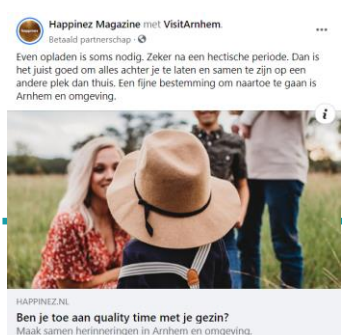 Happinez Magazine met VisitArnhem.
Betaald partnerschap ·
Even opladen is soms nodig. Zeker na een hectische periode. Dan is
het juist goed om alles achter je te laten en samen te zijn op een
andere plek dan thuis. Een fijne bestemming om naartoe te gaan is
Arnhem en omgeving.
HAPPINEZ.NL
Ben je toe aan quality time met je gezin?
Maak samen herinneringen in Arnhem en omgeving.